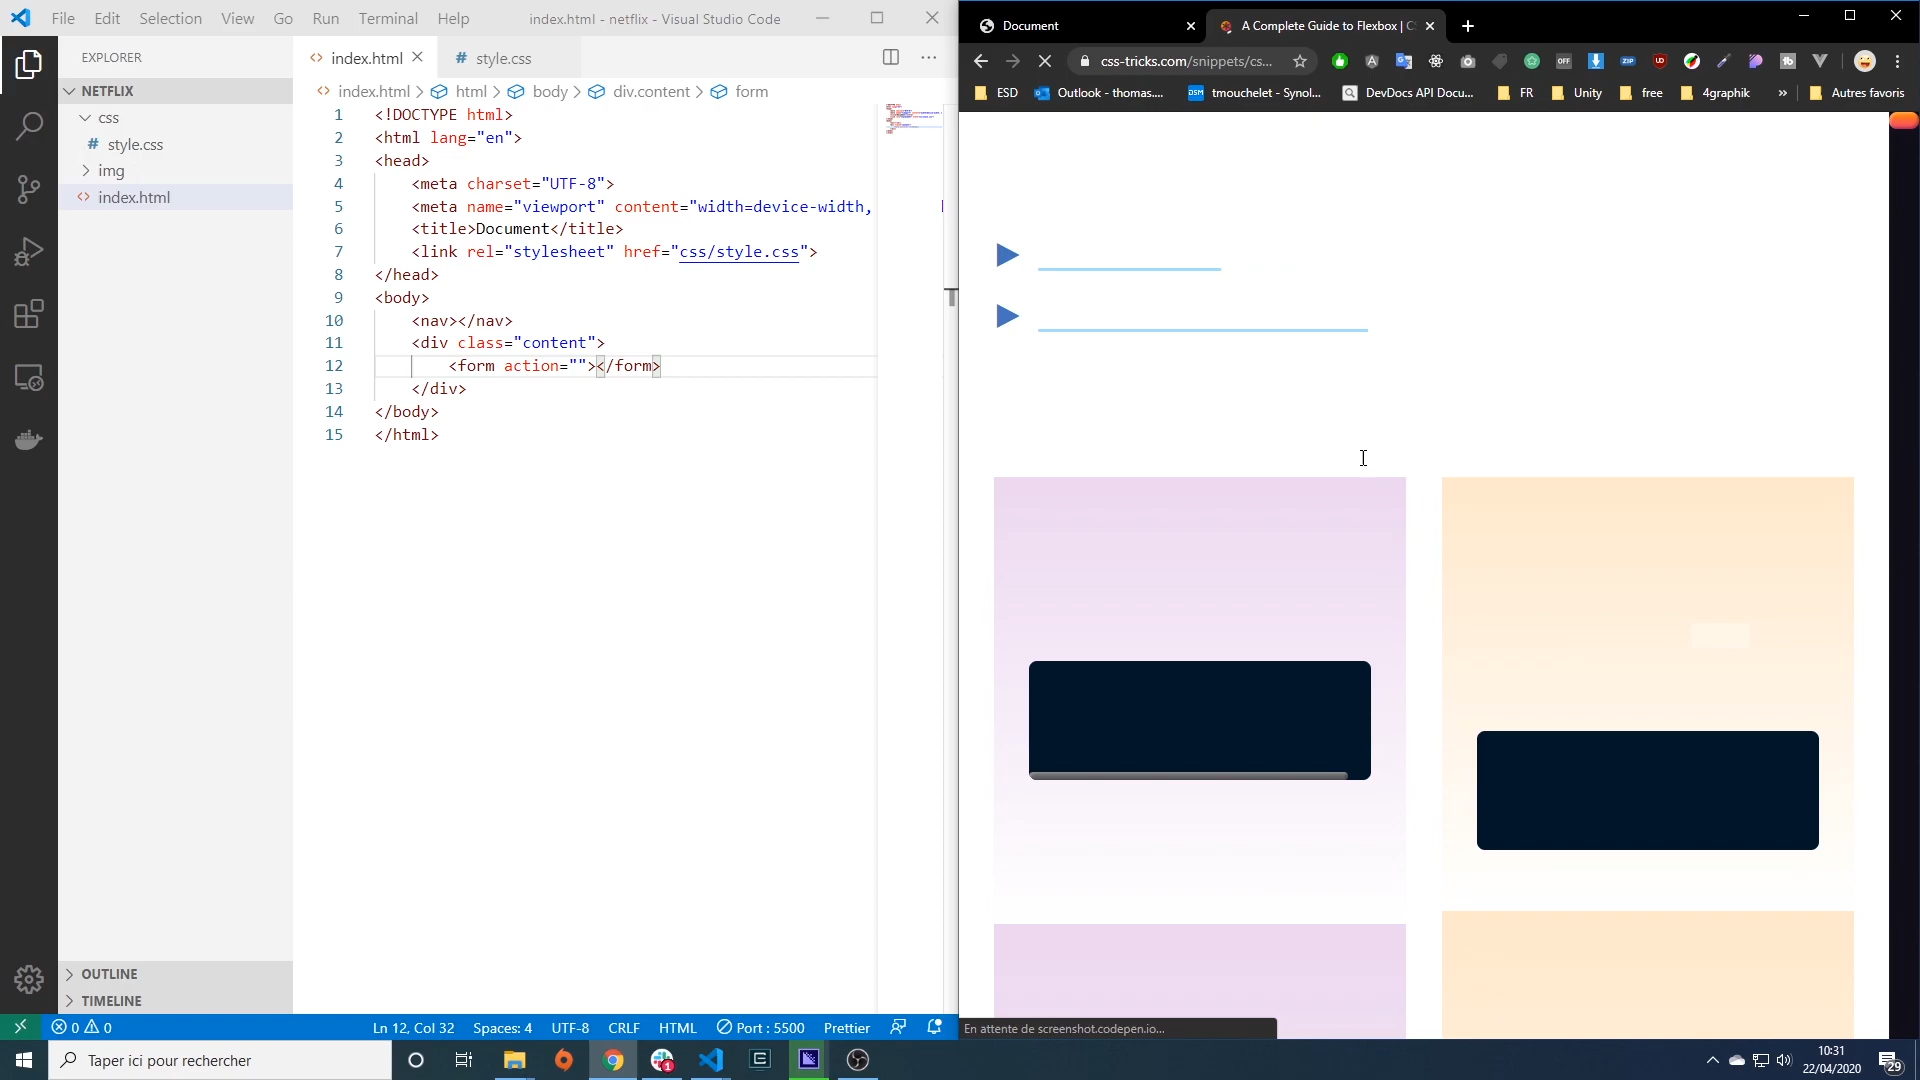 File Edit Selection View Go Run Terminal Help
index.html - netflix - Visual Studio Code
EXPLORER
NETFLIX
css
# style.css
img
<> index.html
<> index.html
# style.css
<> index.html > html > body > div.content > form
1 <!DOCTYPE html>
2 <html lang="en">
3 <head>
4 <meta charset="UTF-8">
5 <meta name="viewport" content="width=device-width,
6 <title>Document</title>
7 <link rel="stylesheet" href="css/style.css">
8 </head>
9 <body>
10 <nav></nav>
11 <div class="content">
12 <form action=""></form>
13 </div>
14 </body>
15 </html>
OUTLINE
TIMELINE
0 0
Ln 12, Col 32 Spaces: 4 UTF-8 CRLF HTML Port : 5500 Prettier
Document
A Complete Guide to Flexbox | C
css-tricks.com/snippets/cs...
OFF
ZIP
UD
ESD
Outlook - thomas....
DSM tmouchelet - Synol...
DevDocs API Docu...
FR
Unity
free
4graphik
»
Autres favoris
En attente de screenshot.codepen.io...
Taper ici pour rechercher
1
10:31
22/04/2020
29